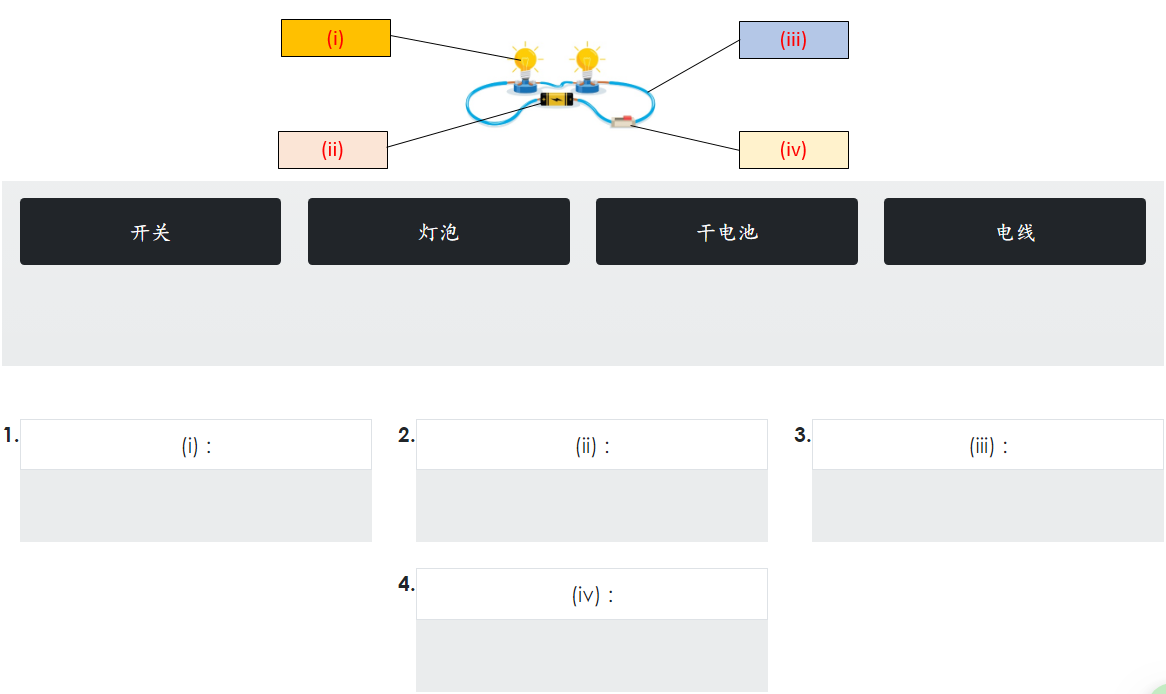 (i)
(iii)
(ii)
(iv)
开关
灯泡
干电池
电线
1.
(i) :
2.
(ii) :
3.
(iii) :
4.
(iv) :